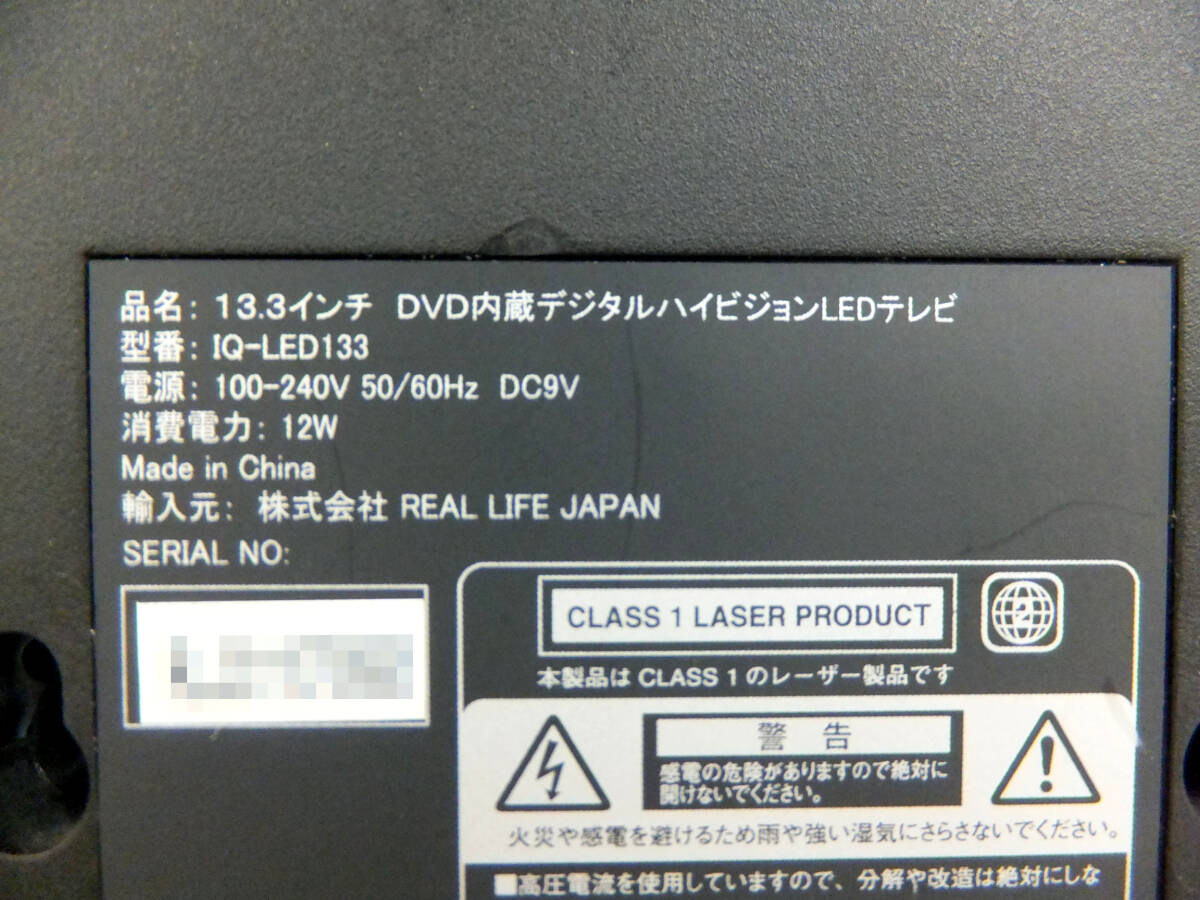 品名: 13.3インチ DVD内蔵デジタルハイビジョンLEDテレビ
型番: IQ-LED133
電源: 100-240V 50/60Hz DC9V
消費電力: 12W
Made in China
輸入元: 株式会社 REAL LIFE JAPAN
SERIAL NO:
CLASS 1 LASER PRODUCT
2
本製品は CLASS 1 のレーザー製品です
警 告
感電の危険がありますので絶対に
開けないでください。
火災や感電を避けるため雨や強い湿気にさらさないでください。
■高圧電流を使用していますので、分解や改造は絶対にしな